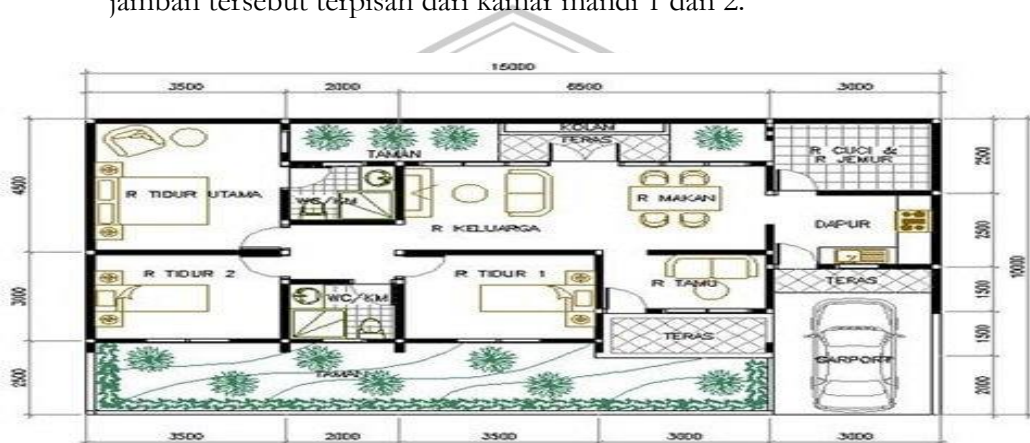 jamban tersebut terpisah dari kamar mandi 1 dan 2.
15000
3500 2000 6500 3000
KOLAM
TERAS
TAMAN
R CUCI &
R JEMUR
4500
2500
R TIDUR UTAMA
WC/KM
R MAKAN
R KELUARGA
DAPUR
2500
10000
R TIDUR 2
R TIDUR 1
WC/KM
R TAMU
TERAS
3000
1500
TERAS
1500
CARPORT
TAMAN
2500
2000
3500 2000 3500 3000 3000